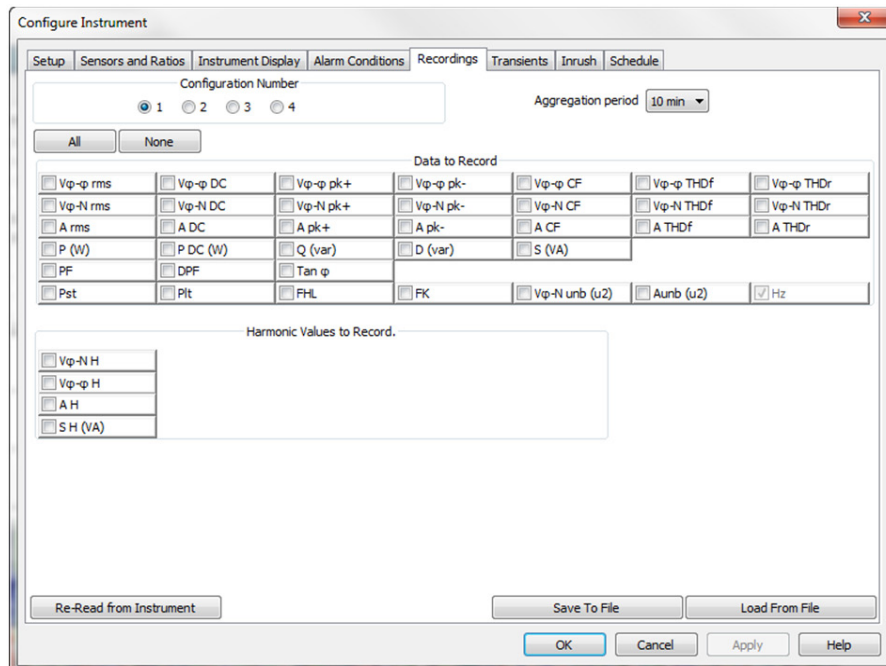 Configure Instrument
Setup Sensors and Ratios Instrument Display Alarm Conditions Recordings Transients Inrush Schedule
Configuration Number
1 2 3 4
Aggregation period 10 min
All None
Data to Record
Vφ-φ rms Vφ-φ DC Vφ-φ pk+ Vφ-φ pk- Vφ-φ CF Vφ-φ THDf Vφ-φ THDr
Vφ-N rms Vφ-N DC Vφ-N pk+ Vφ-N pk- Vφ-N CF Vφ-N THDf Vφ-N THDr
A rms A DC A pk+ A pk- A CF A THDf A THDr
P (W) P DC (W) Q (var) D (var) S (VA)
PF DPF Tan φ
Pst Plt FHL FK Vφ-N unb (u2) Aunb (u2) Hz
Harmonic Values to Record.
Vφ-N H
Vφ-φ H
A H
S H (VA)
Re-Read from Instrument Save To File Load From File
OK Cancel Apply Help